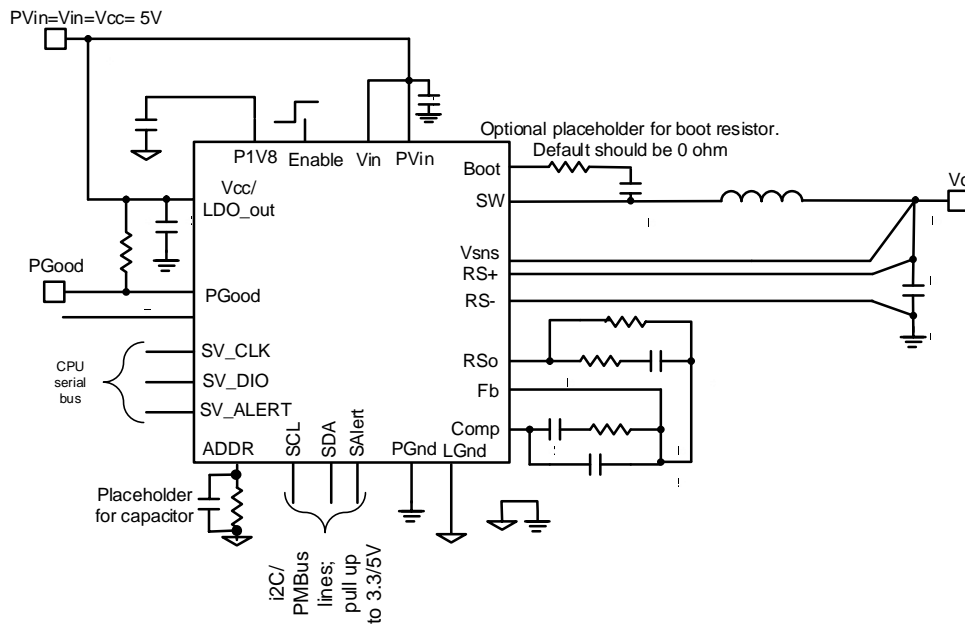 PVin=Vin=Vcc= 5V
P1V8
Enable
Vin
PVin
Optional placeholder for boot resistor.
Default should be 0 ohm
Boot
SW
Vcc/
LDO_out
Vsns
RS+
RS-
PGood
PGood
SV_CLK
SV_DIO
SV_ALERT
CPU
serial
bus
RSo
Fb
Comp
ADDR
SCL
SDA
SAlert
PGnd
LGnd
Placeholder
for capacitor
i2C/
PMBus
lines;
pull up
to 3.3/5V